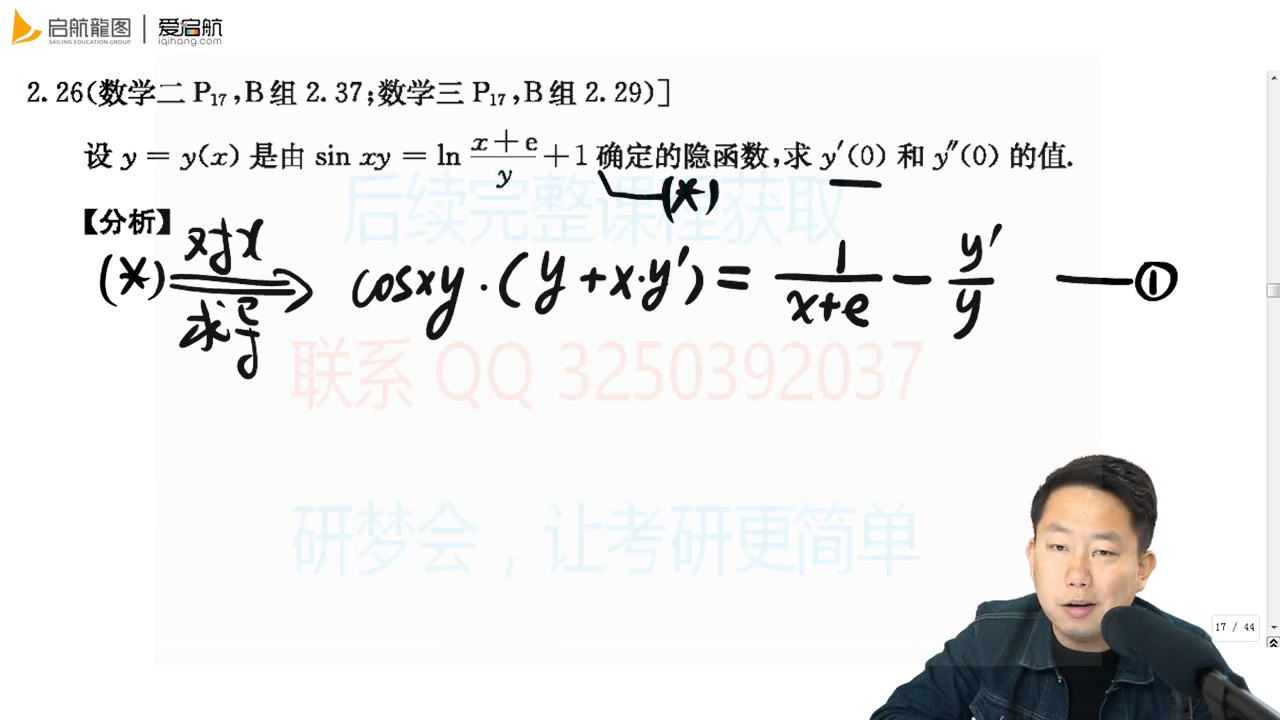 启航龍图 爱启航
SAILING EDUCATION GROUP iqihang.com
2.26(数学二 P17,B组 2.37;数学三 P17,B组 2.29)]
设 y = y(x) 是由 sin xy = ln (x+e)/y + 1 确定的隐函数,求 y′(0) 和 y″(0) 的值.
(*)
后续完整课程获取
【分析】
(*) 对x求导 ⟹ cosxy·(y+x·y′) = 1/(x+e) − y′/y —— ①
联系 QQ 3250392037
研梦会，让考研更简单
17 / 44